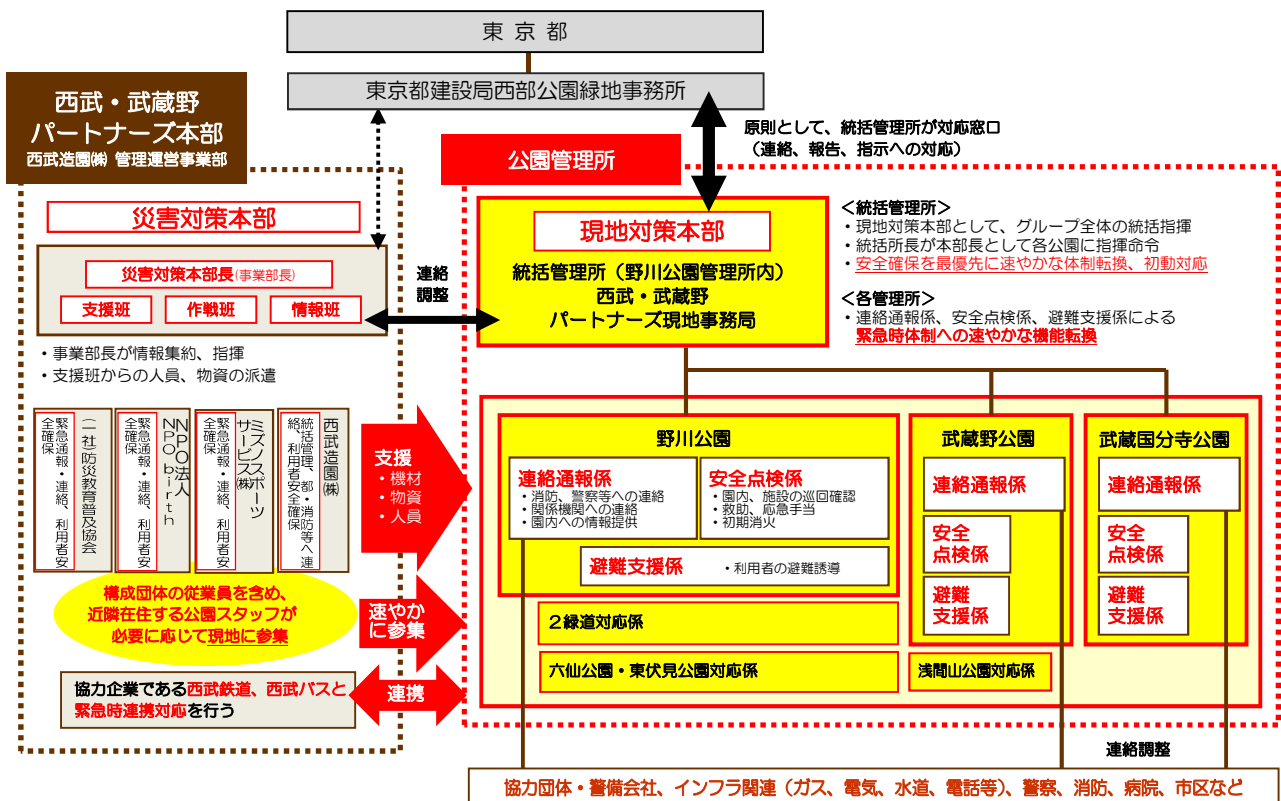 東 京 都
東京都建設局西部公園緑地事務所
西武・武蔵野
パートナーズ本部
西武造園㈱ 管理運営事業部
原則として、統括管理所が対応窓口
（連絡、報告、指示への対応）
公園管理所
災害対策本部
災害対策本部長(事業部長)
支援班
作戦班
情報班
・事業部長が情報集約、指揮
・支援班からの人員、物資の派遣
連絡
調整
現地対策本部
統括管理所（野川公園管理所内）
西武・武蔵野
パートナーズ現地事務局
＜統括管理所＞
・現地対策本部として、グループ全体の統括指揮
・統括所長が本部長として各公園に指揮命令
・安全確保を最優先に速やかな体制転換、初動対応
＜各管理所＞
・連絡通報係、安全点検係、避難支援係による
緊急時体制への速やかな機能転換
（一社）防災教育普及協会
緊急通報・連絡、利用者安
全確保
NPO法人
NPO birth
緊急通報・連絡、利用者安
全確保
ミズノスポーツ
サービス㈱
緊急通報・連絡、利用者安
全確保
西武造園㈱
統括管理、都・消防等へ連
絡、利用者安全確保
支援
・機材
・物資
・人員
構成団体の従業員を含め、
近隣在住する公園スタッフが
必要に応じて現地に参集
速やか
に参集
協力企業である西武鉄道、西武バスと
緊急時連携対応を行う
連携
野川公園
連絡通報係
・消防、警察等への連絡
・関係機関への連絡
・園内への情報提供
安全点検係
・園内、施設の巡回確認
・救助、応急手当
・初期消火
避難支援係
・利用者の避難誘導
２緑道対応係
六仙公園・東伏見公園対応係
武蔵野公園
連絡通報係
安全
点検係
避難
支援係
浅間山公園対応係
武蔵国分寺公園
連絡通報係
安全
点検係
避難
支援係
連絡調整
協力団体・警備会社、インフラ関連（ガス、電気、水道、電話等）、警察、消防、病院、市区など